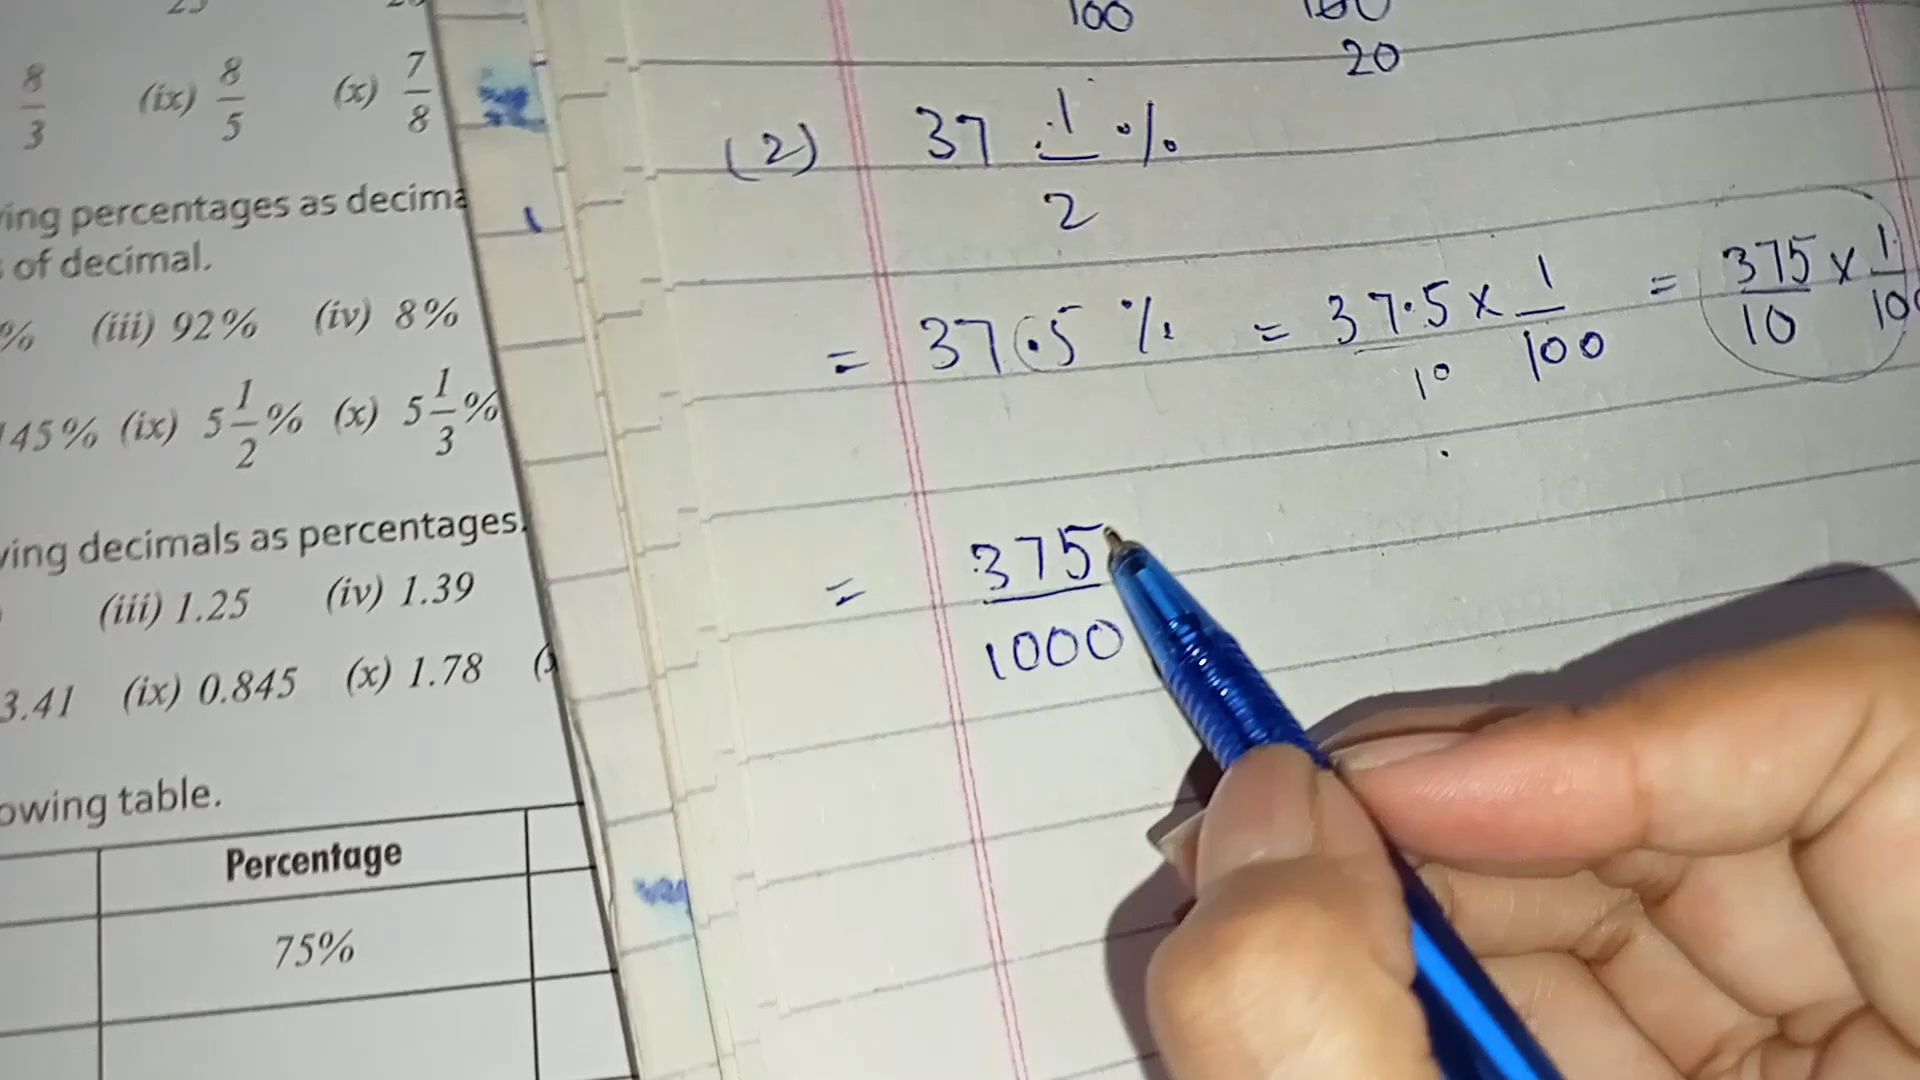 8/3 (ix) 8/5 (x) 7/8
ing percentages as decima
of decimal.
% (iii) 92% (iv) 8%
145% (ix) 5 1/2 % (x) 5 1/3 %
ing decimals as percentages.
(iii) 1.25 (iv) 1.39
3.41 (ix) 0.845 (x) 1.78
owing table.
Percentage
75%
100 100
20
(2) 37 1/2 %
= 37.5 % = 37.5/10 × 1/100 = 375/10 × 1/100
= 375/1000